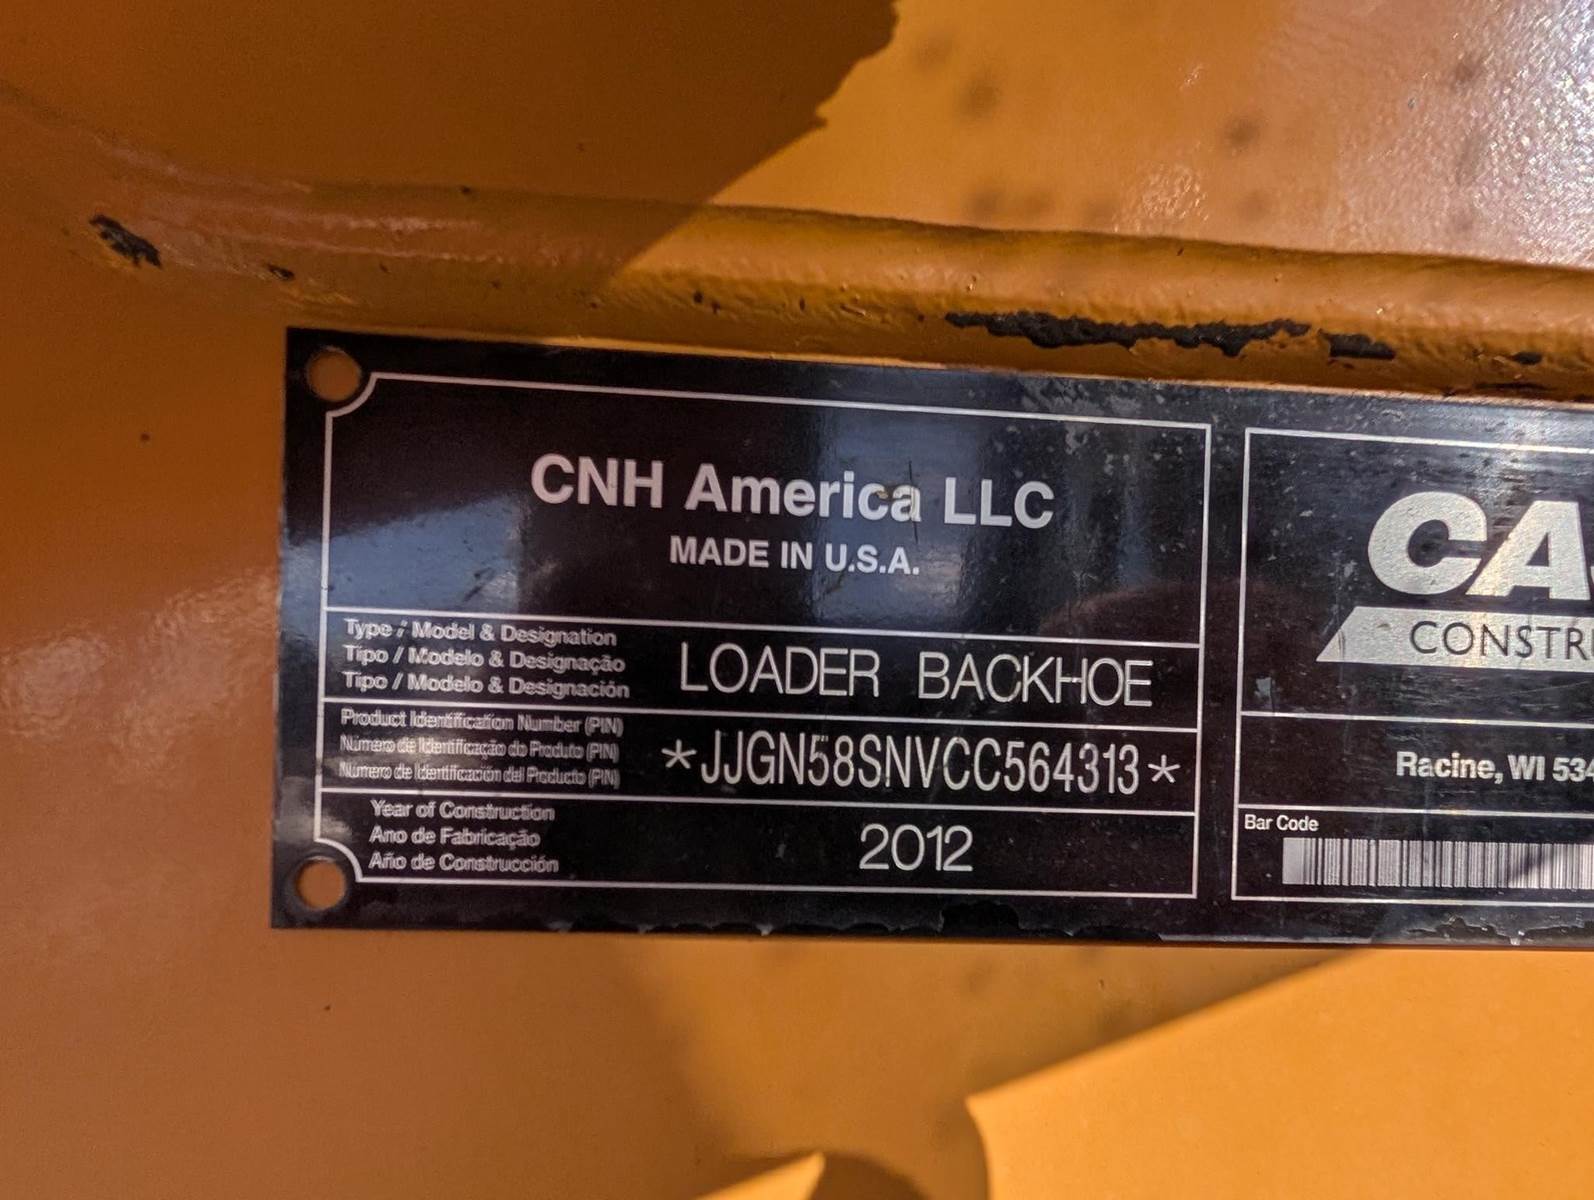 CNH America LLC
MADE IN U.S.A.
Type / Model & Designation
Tipo / Modelo & Designação
Tipo / Modelo & Designación
LOADER BACKHOE
Product Identification Number (PIN)
Número de Identificação do Produto (PIN)
Número de Identificación del Producto (PIN)
*JJGN58SNVCC564313*
Year of Construction
Ano de Fabricação
Año de Construcción
2012
CA
CONSTR
Racine, WI 534
Bar Code